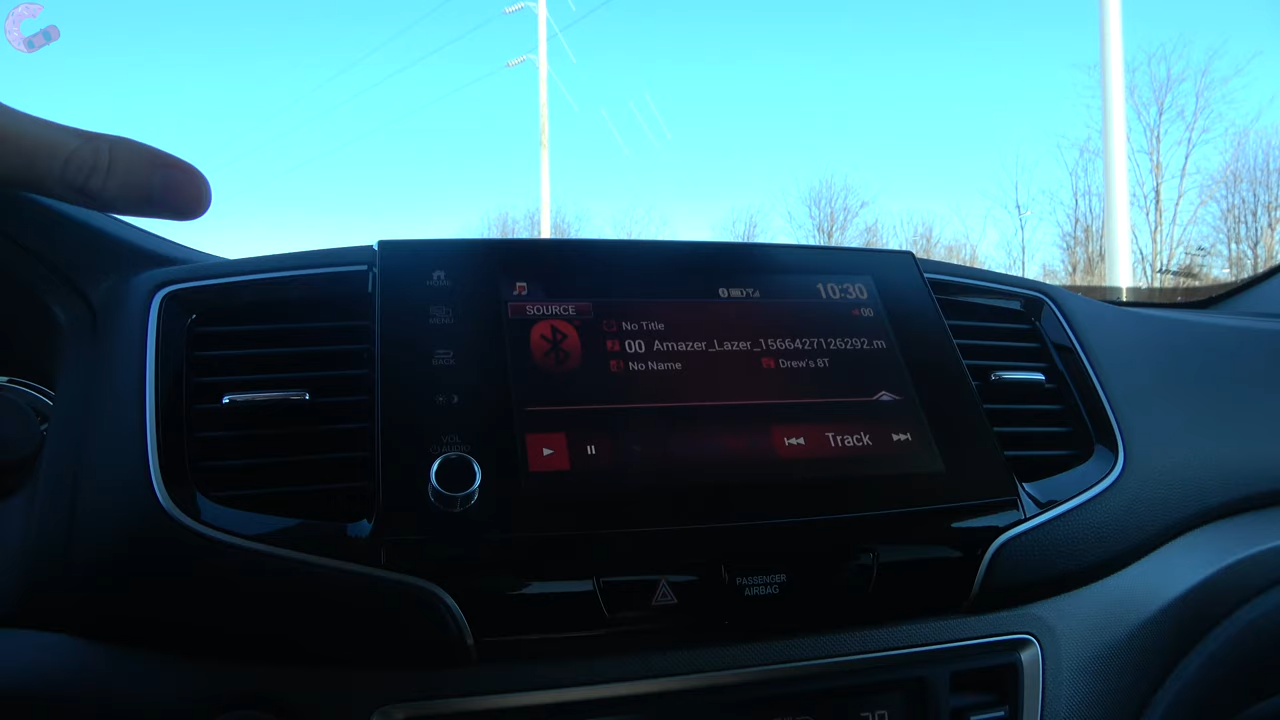 HOME
MENU
BACK
VOL
AUDIO
10:30
SOURCE
00
No Title
00 Amazer_Lazer_1566427126292.m
No Name
Drew's 8T
Track
PASSENGER
AIRBAG